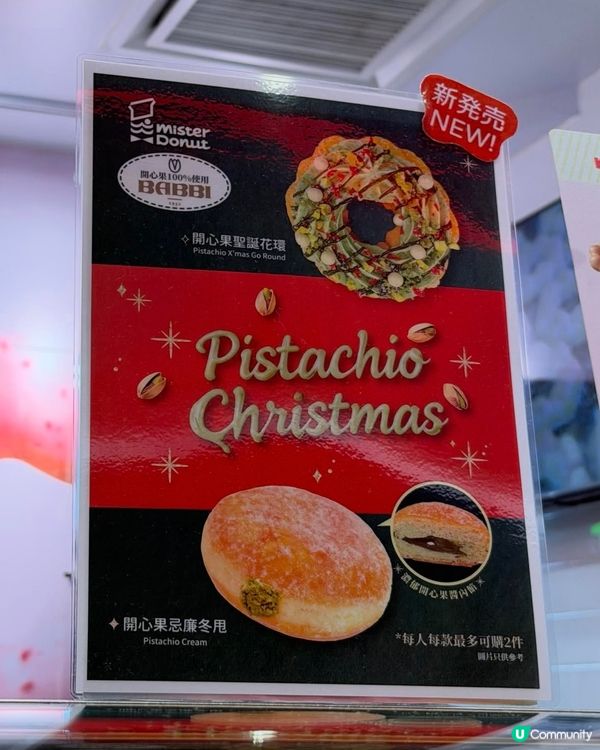 mister
Donut
新発売
NEW!
開心果100%使用
BABBI
開心果聖誕花環
Pistachio X'mas Go Round
Pistachio
Christmas
濃郁開心果醬內餡
開心果忌廉冬甩
Pistachio Cream
*每人每款最多可購2件
圖片只供參考
U Community